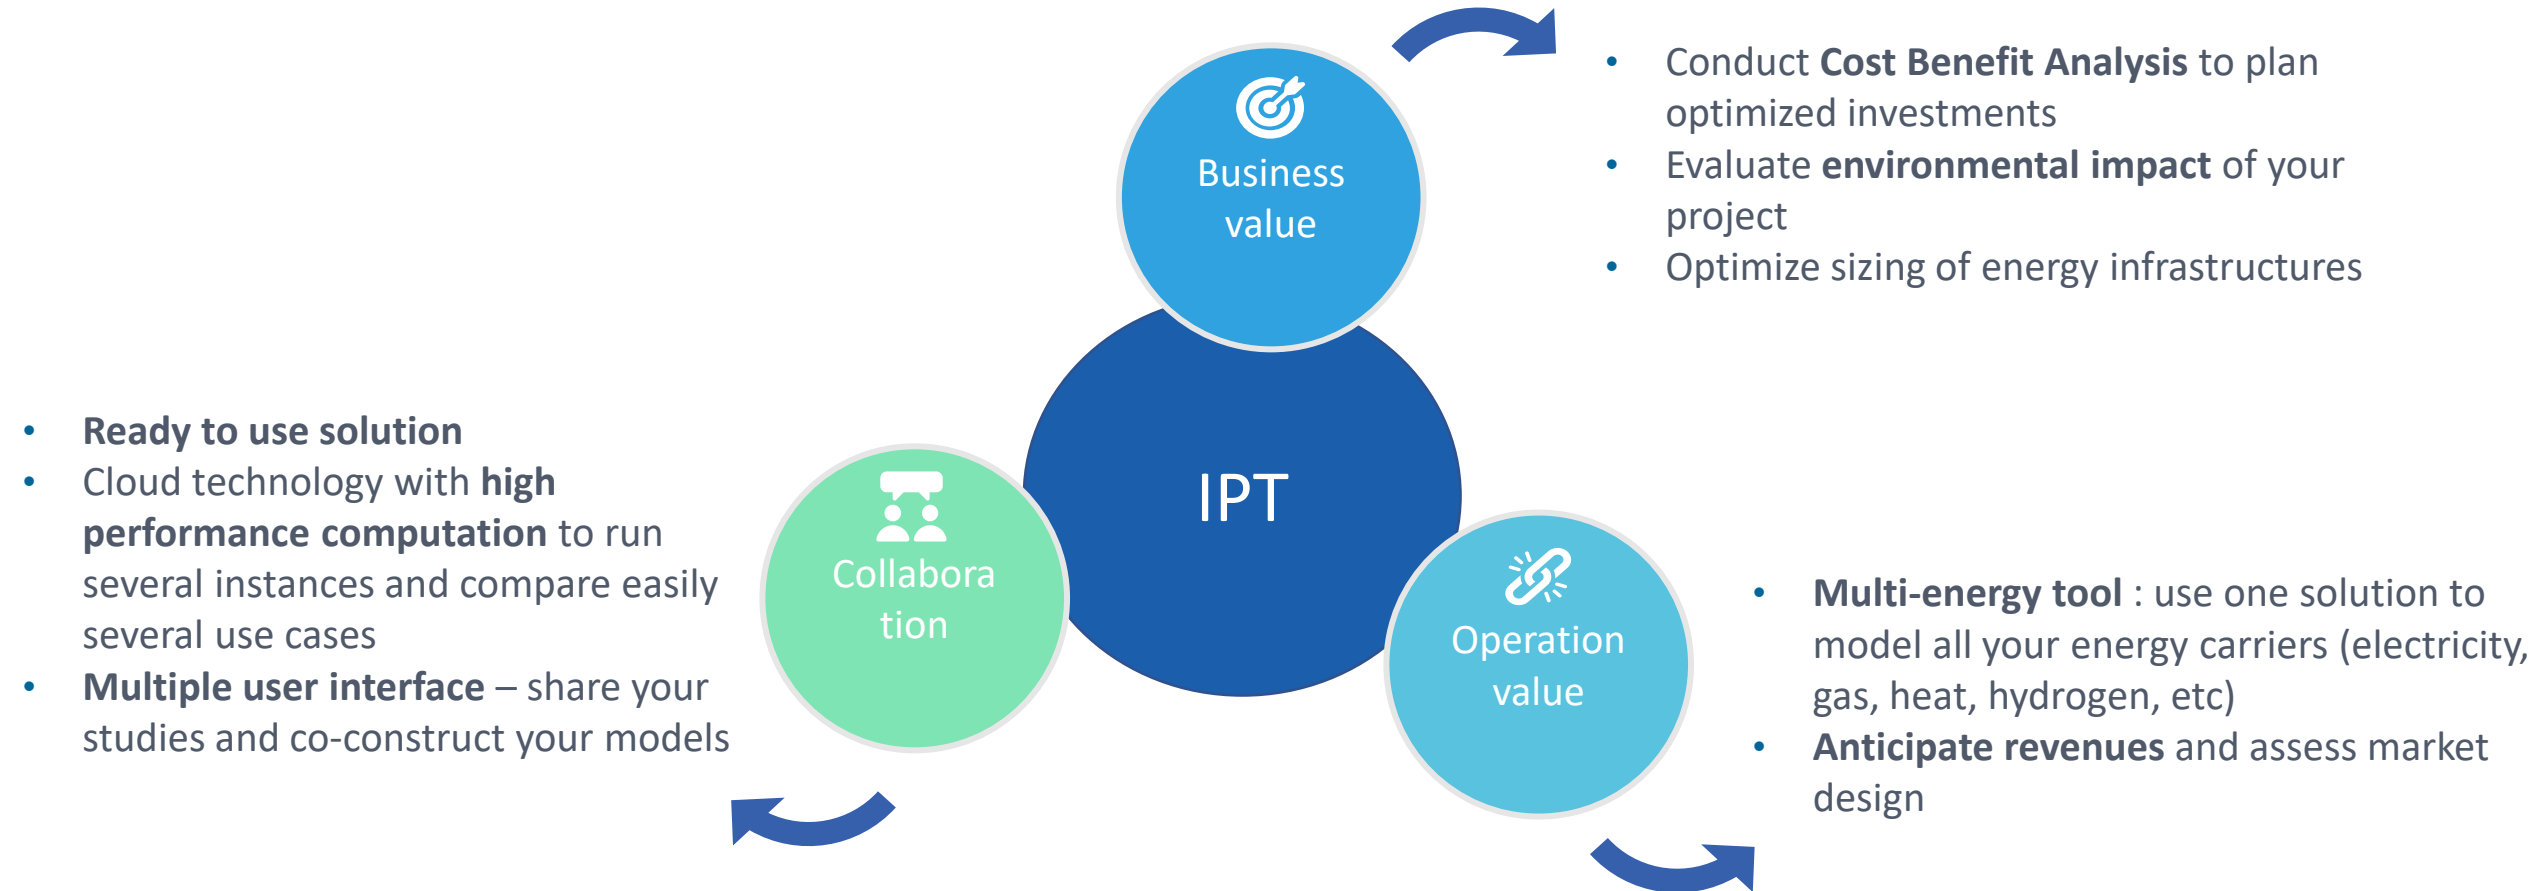 Business
value
• Conduct Cost Benefit Analysis to plan
optimized investments
• Evaluate environmental impact of your
project
• Optimize sizing of energy infrastructures
IPT
• Ready to use solution
• Cloud technology with high
performance computation to run
several instances and compare easily
several use cases
• Multiple user interface – share your
studies and co-construct your models
Collabora
tion
Operation
value
• Multi-energy tool : use one solution to
model all your energy carriers (electricity,
gas, heat, hydrogen, etc)
• Anticipate revenues and assess market
design